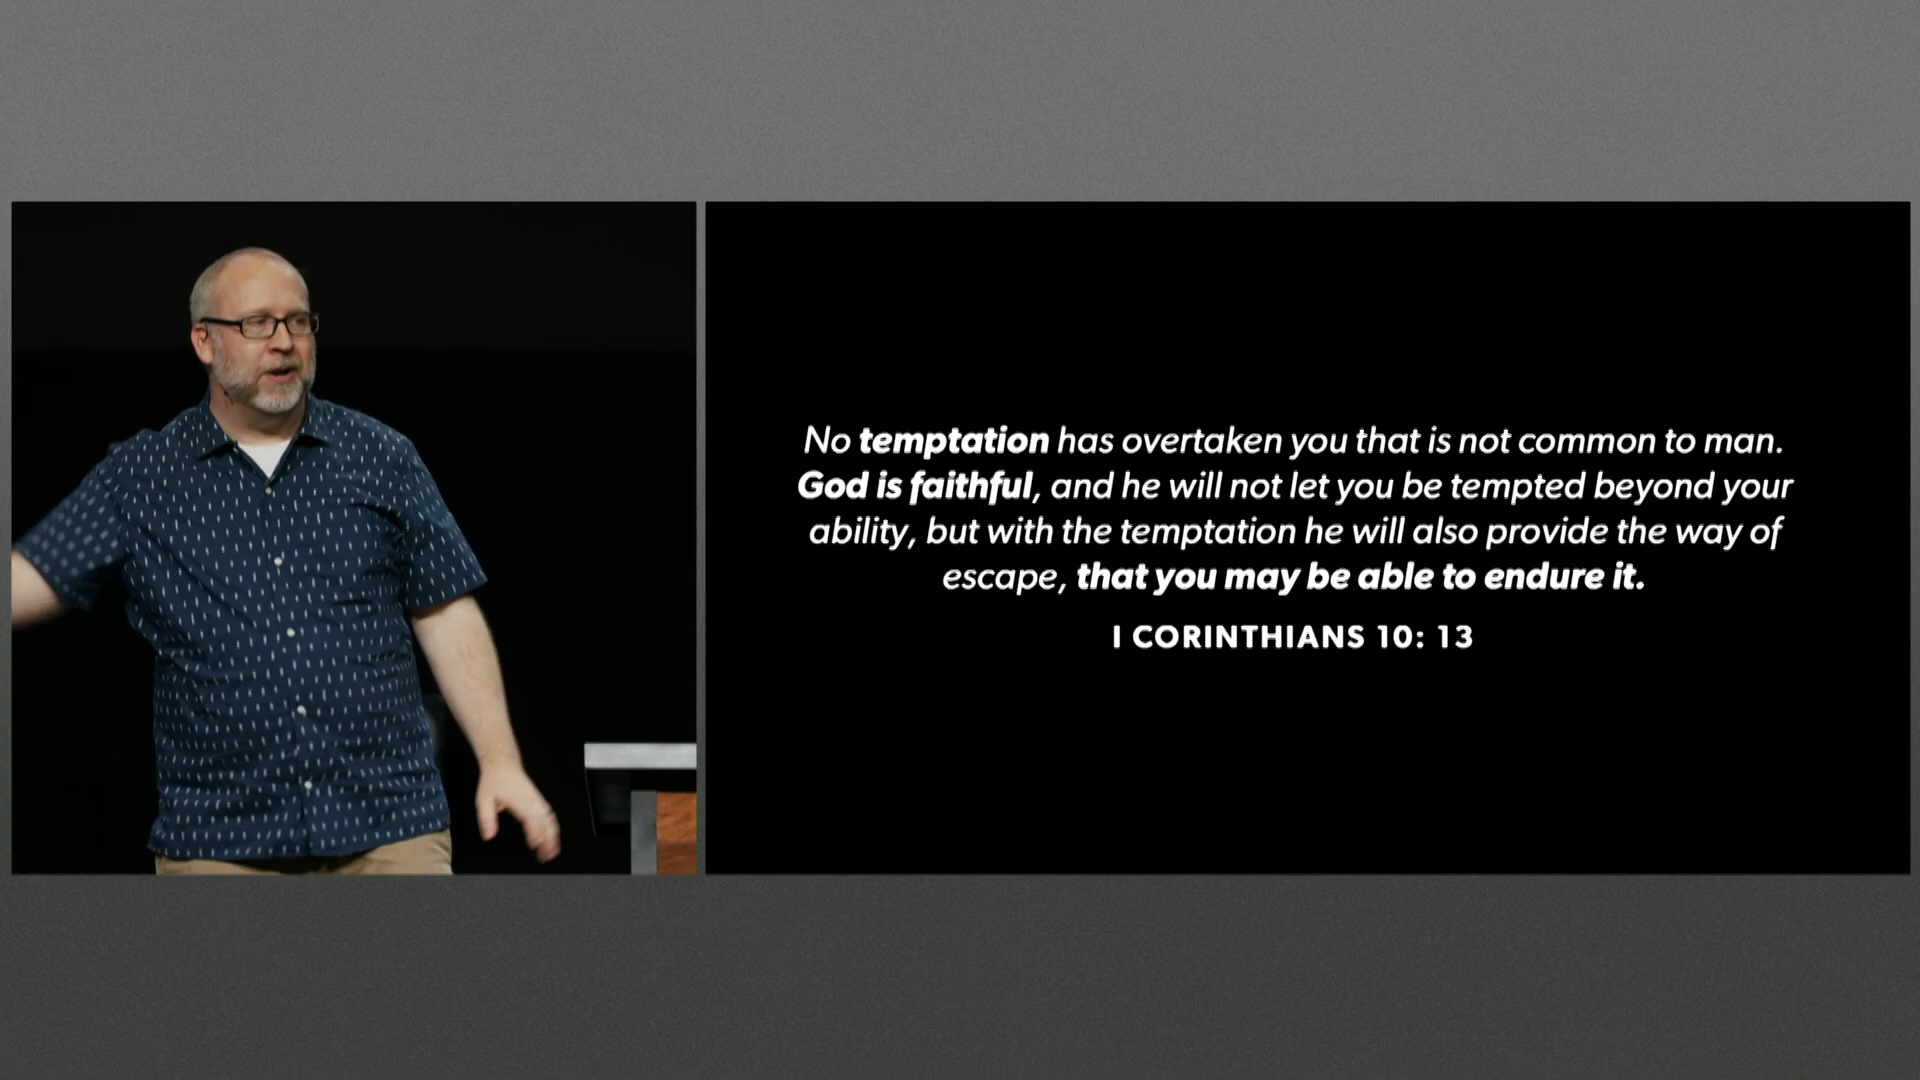 No temptation has overtaken you that is not common to man.
God is faithful, and he will not let you be tempted beyond your
ability, but with the temptation he will also provide the way of
escape, that you may be able to endure it.
I CORINTHIANS 10: 13